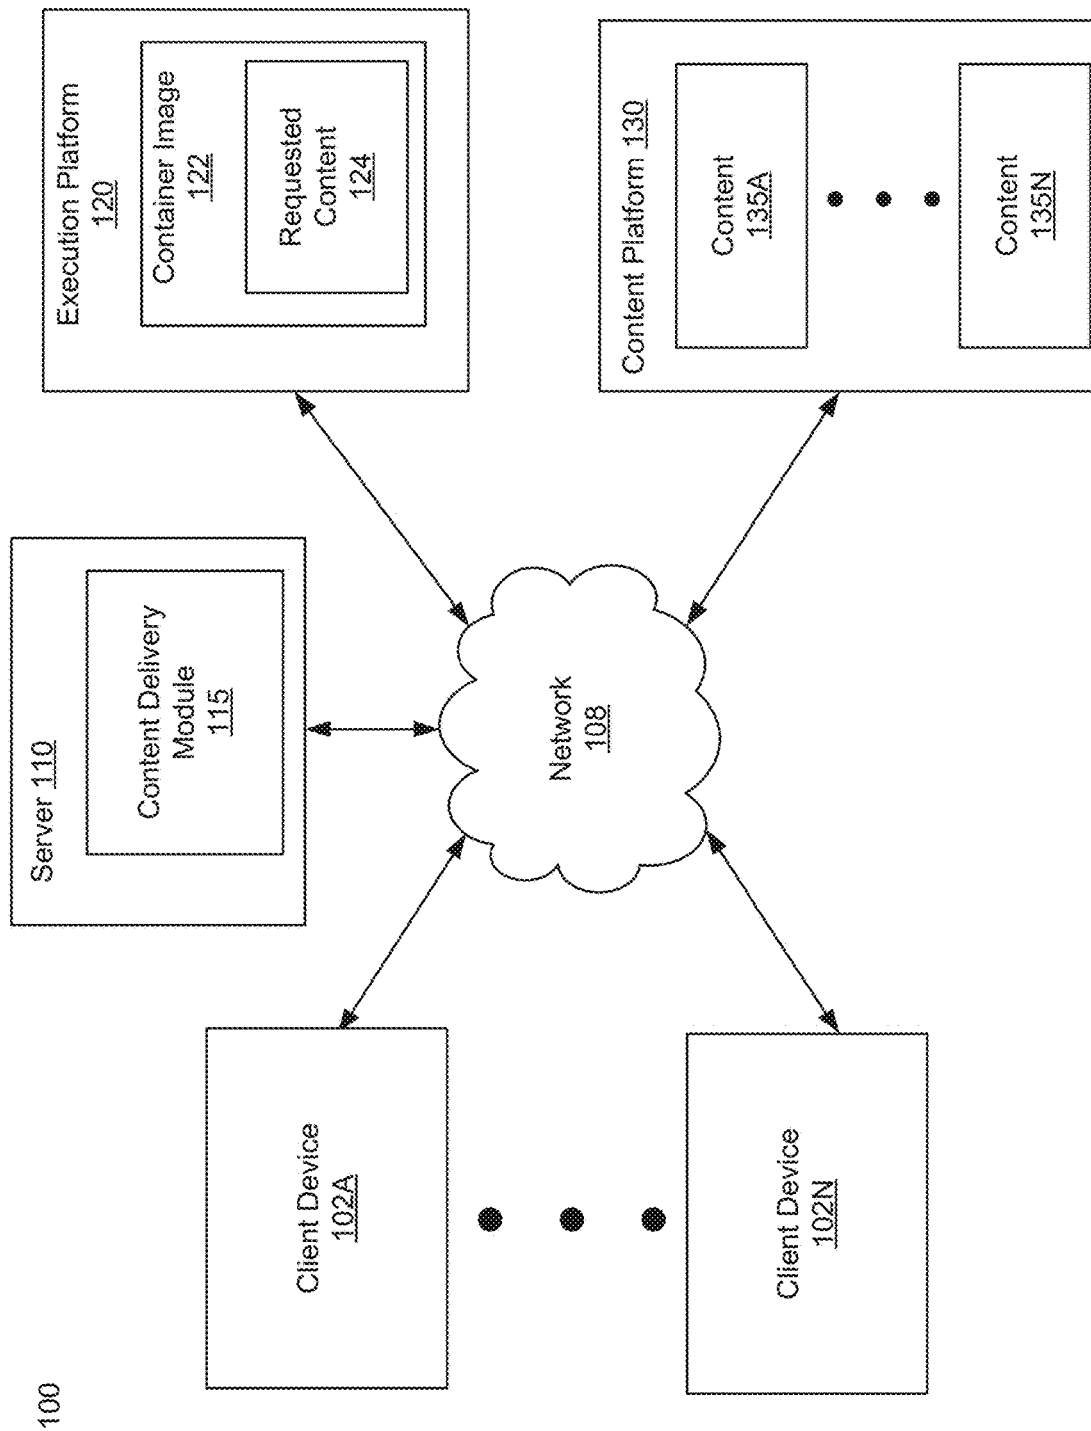 100
Client Device
102A
Client Device
102N
Server 110
Content Delivery
Module
115
Network
108
Execution Platform
120
Container Image
122
Requested
Content
124
Content Platform 130
Content
135A
Content
135N